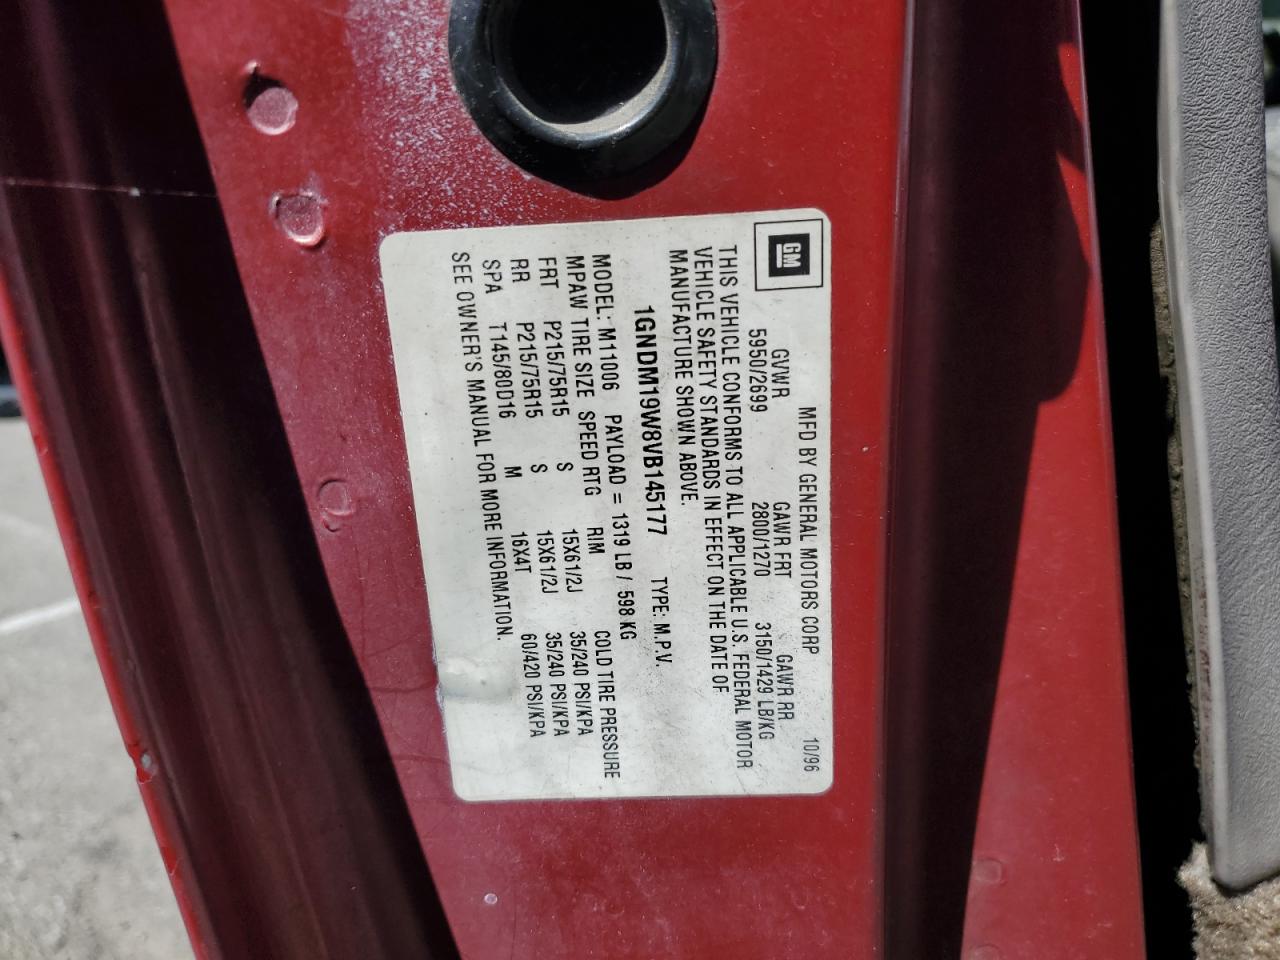 GM
MFD BY GENERAL MOTORS CORP 10/96
GVWR GAWR FRT GAWR RR
5950/2699 2800/1270 3150/1429 LB/KG
THIS VEHICLE CONFORMS TO ALL APPLICABLE U.S. FEDERAL MOTOR
VEHICLE SAFETY STANDARDS IN EFFECT ON THE DATE OF
MANUFACTURE SHOWN ABOVE.
1GNDM19W8VB145177 TYPE: M.P.V.
MODEL: M11006 PAYLOAD = 1319 LB/ 598 KG
MPAW TIRE SIZE SPEED RTG RIM COLD TIRE PRESSURE
FRT P215/75R15 S 15X61/2J 35/240 PSI/KPA
RR P215/75R15 S 15X61/2J 35/240 PSI/KPA
SPA T145/80D16 M 16X4T 60/420 PSI/KPA
SEE OWNER'S MANUAL FOR MORE INFORMATION.